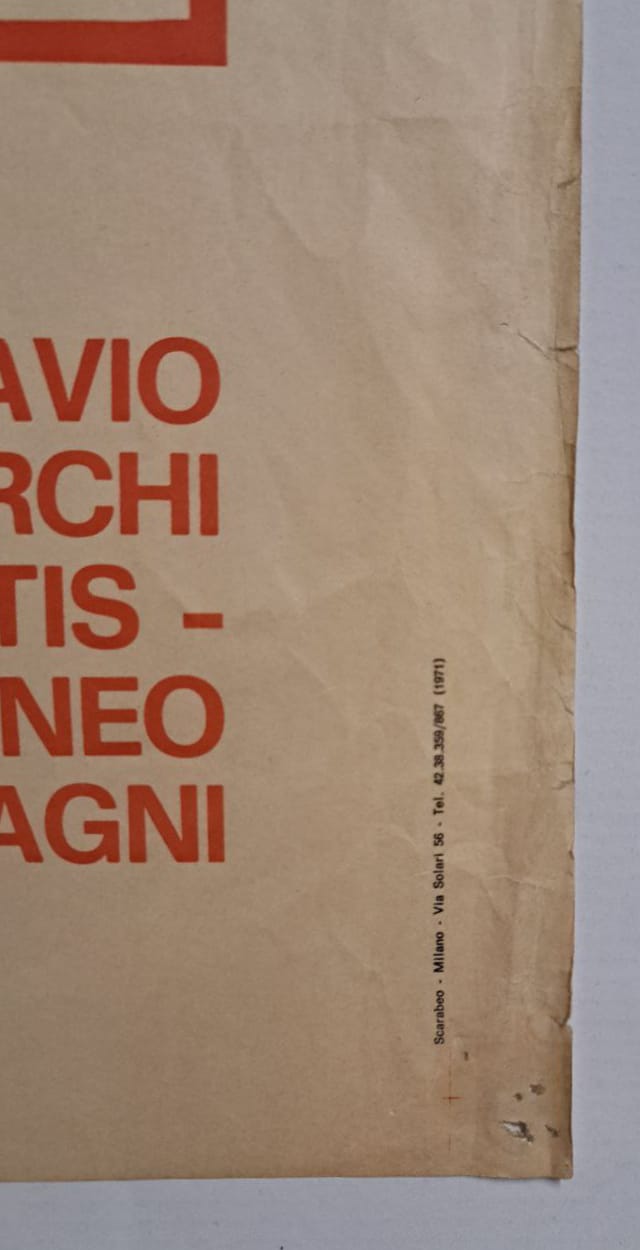 AVIO
RCHI
TIS -
NEO
AGNI
Scarabeo - Milano - Via Solari 56 - Tel. 42.38.359/867 (1971)